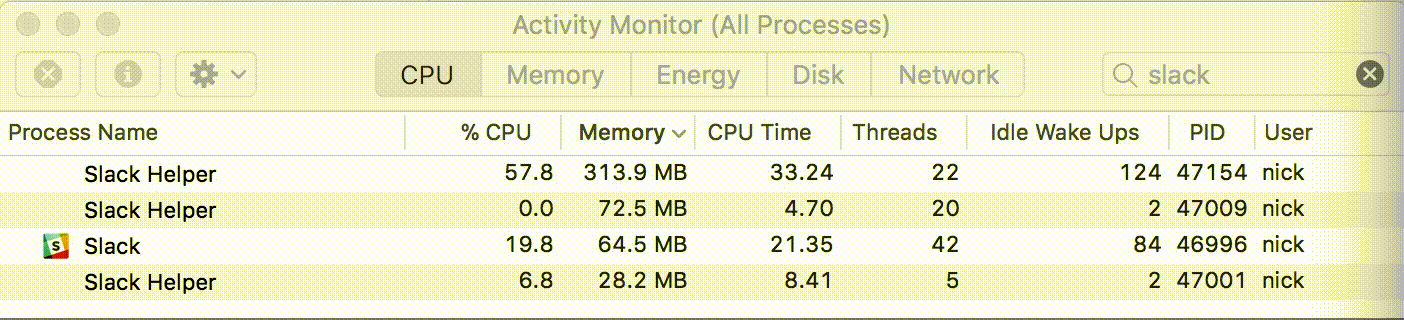 Activity Monitor (All Processes)
CPU Memory Energy Disk Network slack
Process Name % CPU Memory CPU Time Threads Idle Wake Ups PID User
Slack Helper 57.8 313.9 MB 33.24 22 124 47154 nick
Slack Helper 0.0 72.5 MB 4.70 20 2 47009 nick
S Slack 19.8 64.5 MB 21.35 42 84 46996 nick
Slack Helper 6.8 28.2 MB 8.41 5 2 47001 nick